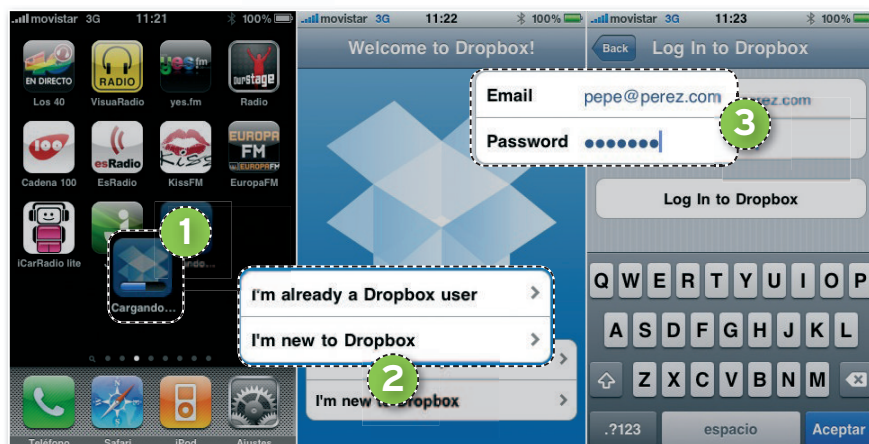 movistar 3G 11:21 100%
EN DIRECTO
RADIO
yes.fm
ourstage
Los 40
VisuaRadio
yes.fm
Radio
100
esRadio
Kiss
EUROPA
FM
Cadena 100
EsRadio
KissFM
EuropaFM
iCarRadio lite
1
Cargando...
Teléfono
Safari
iPod
Ajustes
movistar 3G 11:22 100%
Welcome to Dropbox!
I'm already a Dropbox user
I'm new to Dropbox
2
I'm new to Dropbox
movistar 3G 11:23 100%
Back
Log In to Dropbox
Email pepe@perez.com
Password
3
Log In to Dropbox
Q W E R T Y U I O P
A S D F G H J K L
Z X C V B N M
.?123
espacio
Aceptar